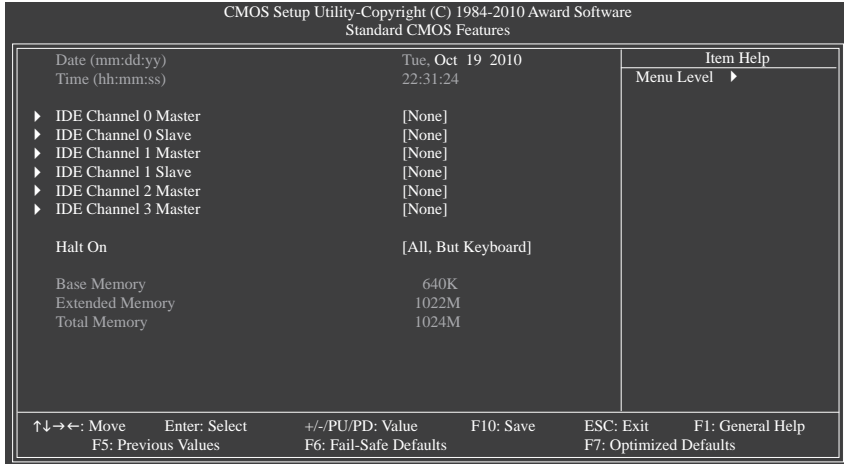 CMOS Setup Utility-Copyright (C) 1984-2010 Award Software
Standard CMOS Features
Date (mm:dd:yy) Tue, Oct 19 2010
Time (hh:mm:ss) 22:31:24
IDE Channel 0 Master [None]
IDE Channel 0 Slave [None]
IDE Channel 1 Master [None]
IDE Channel 1 Slave [None]
IDE Channel 2 Master [None]
IDE Channel 3 Master [None]
Halt On [All, But Keyboard]
Base Memory 640K
Extended Memory 1022M
Total Memory 1024M
Item Help
Menu Level
↑↓→←: Move Enter: Select +/-/PU/PD: Value F10: Save ESC: Exit F1: General Help
F5: Previous Values F6: Fail-Safe Defaults F7: Optimized Defaults